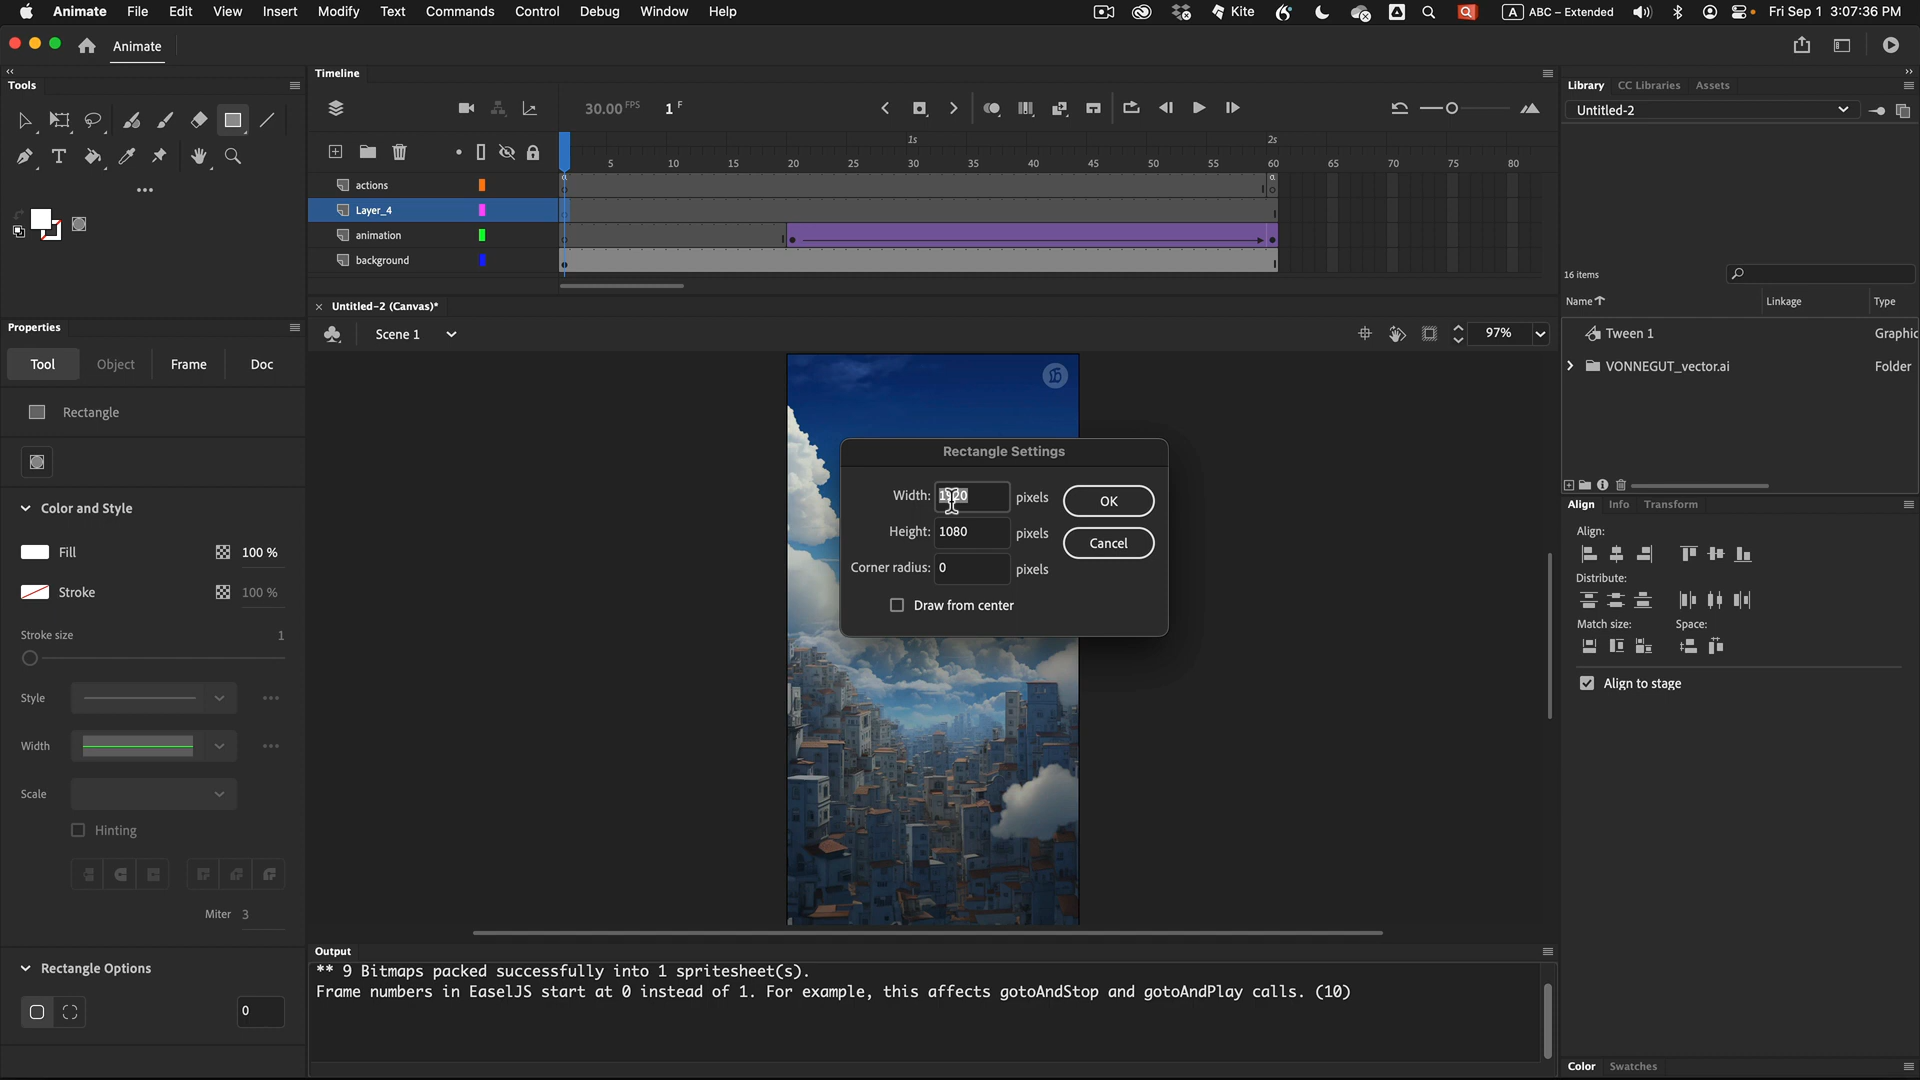 Animate File Edit View Insert Modify Text Commands Control Debug Window Help Kite A ABC – Extended Fri Sep 1 3:07:36 PM
Animate
Tools
Timeline
Library CC Libraries Assets
30.00 FPS 1 F
Untitled-2
1s 2s
5 10 15 20 25 30 35 40 45 50 55 60 65 70 75 80
actions
Layer_4
animation
background
16 items
Name Linkage Type
× Untitled-2 (Canvas)*
Scene 1
97%
Tween 1 Graphic
VONNEGUT_vector.ai Folder
Properties
Tool Object Frame Doc
Rectangle
Color and Style
Fill 100 %
Stroke 100 %
Stroke size 1
Style
Width
Scale
Hinting
Miter 3
Rectangle Options
0
Rectangle Settings
Width: 1920 pixels
Height: 1080 pixels
Corner radius: 0 pixels
Draw from center
OK
Cancel
Align Info Transform
Align:
Distribute:
Match size: Space:
Align to stage
Output
** 9 Bitmaps packed successfully into 1 spritesheet(s).
Frame numbers in EaselJS start at 0 instead of 1. For example, this affects gotoAndStop and gotoAndPlay calls. (10)
Color Swatches